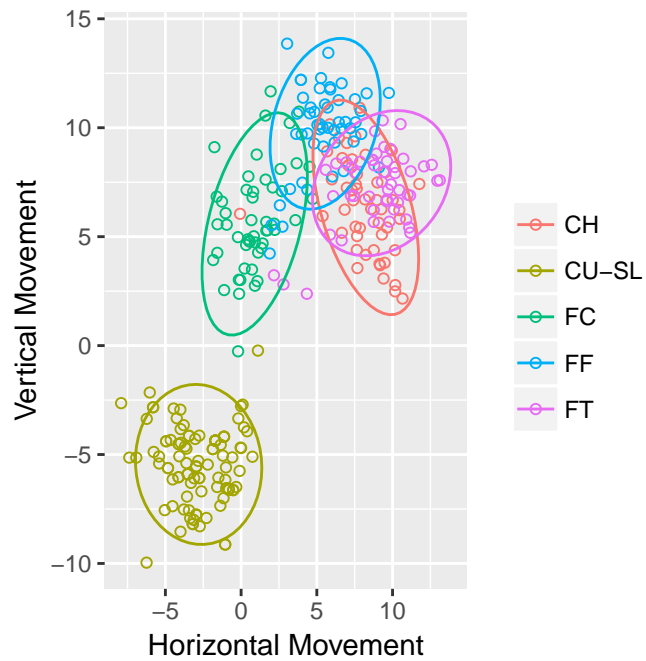 15
10
5
0
−5
−10
Vertical Movement
−5 0 5 10
Horizontal Movement
CH
CU−SL
FC
FF
FT